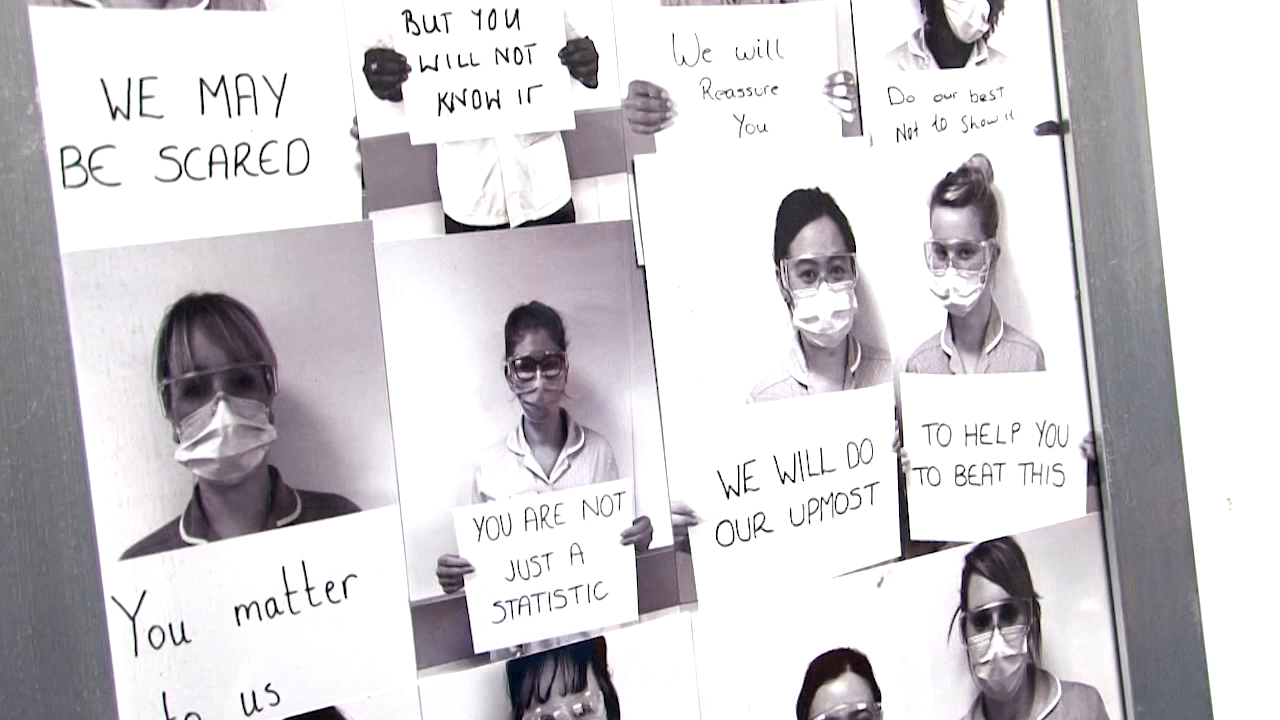 WE MAY
BE SCARED
BUT YOU
WILL NOT
KNOW IT
We will
Reassure
You
Do our best
Not to Show it
You matter
to us
YOU ARE NOT
JUST A
STATISTIC
WE WILL DO
OUR UPMOST
TO HELP YOU
TO BEAT THIS